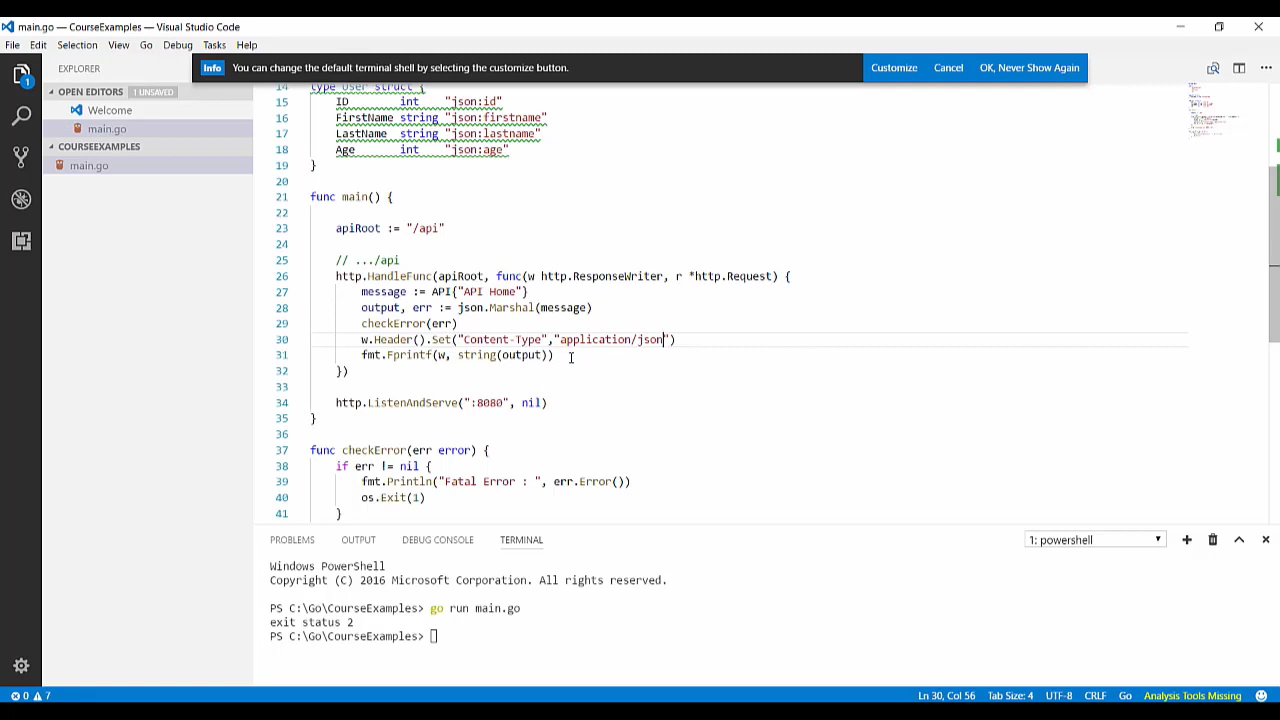 main.go — CourseExamples — Visual Studio Code
File Edit Selection View Go Debug Tasks Help
EXPLORER
Info You can change the default terminal shell by selecting the customize button. Customize Cancel OK, Never Show Again
OPEN EDITORS 1 UNSAVED
Welcome
main.go
COURSEEXAMPLES
main.go
1
14 type User struct {
15 ID int "json:id"
16 FirstName string "json:firstname"
17 LastName string "json:lastname"
18 Age int "json:age"
19 }
20
21 func main() {
22
23 apiRoot := "/api"
24
25 // .../api
26 http.HandleFunc(apiRoot, func(w http.ResponseWriter, r *http.Request) {
27 message := API{"API Home"}
28 output, err := json.Marshal(message)
29 checkError(err)
30 w.Header().Set("Content-Type","application/json")
31 fmt.Fprintf(w, string(output))
32 })
33
34 http.ListenAndServe(":8080", nil)
35 }
36
37 func checkError(err error) {
38 if err != nil {
39 fmt.Println("Fatal Error : ", err.Error())
40 os.Exit(1)
41 }
PROBLEMS OUTPUT DEBUG CONSOLE TERMINAL 1: powershell
Windows PowerShell
Copyright (C) 2016 Microsoft Corporation. All rights reserved.
PS C:\Go\CourseExamples> go run main.go
exit status 2
PS C:\Go\CourseExamples>
0 7 Ln 30, Col 56 Tab Size: 4 UTF-8 CRLF Go Analysis Tools Missing